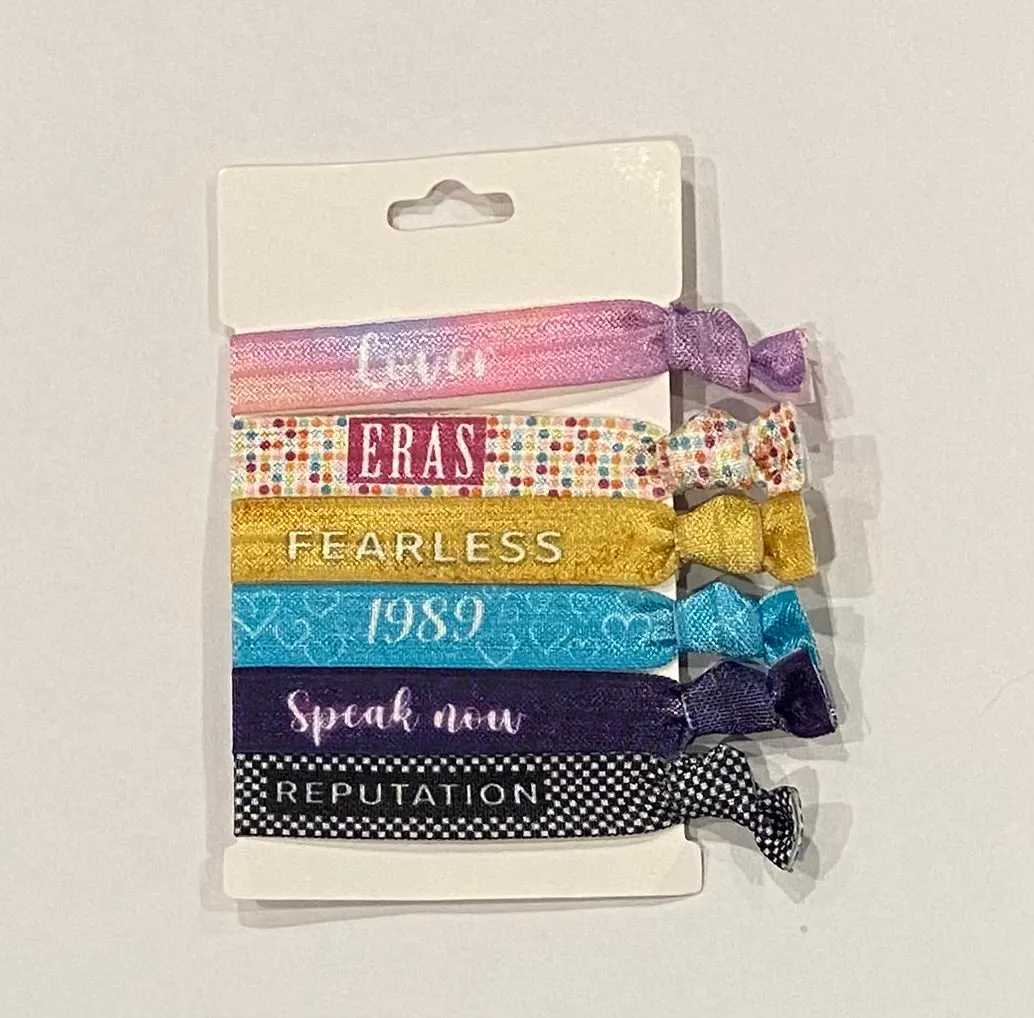 Lover
ERAS
FEARLESS
1989
Speak now
REPUTATION